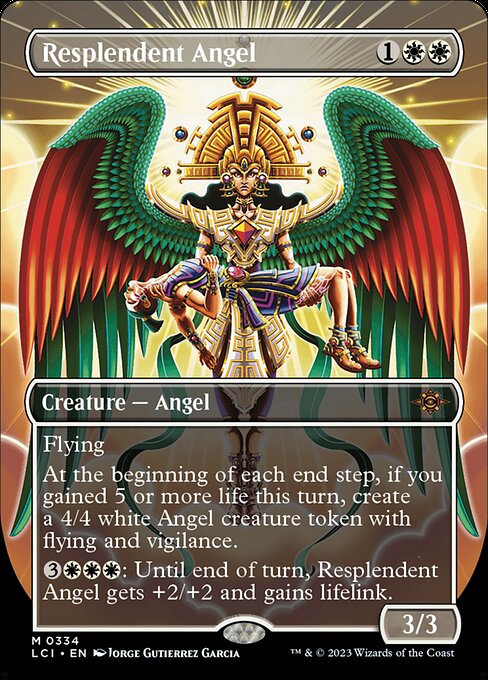 Resplendent Angel 1
Creature — Angel
Flying
At the beginning of each end step, if you
gained 5 or more life this turn, create
a 4/4 white Angel creature token with
flying and vigilance.
3: Until end of turn, Resplendent
Angel gets +2/+2 and gains lifelink.
3/3
M 0334
LCI • EN Jorge Gutierrez Garcia
™ & © 2023 Wizards of the Coast